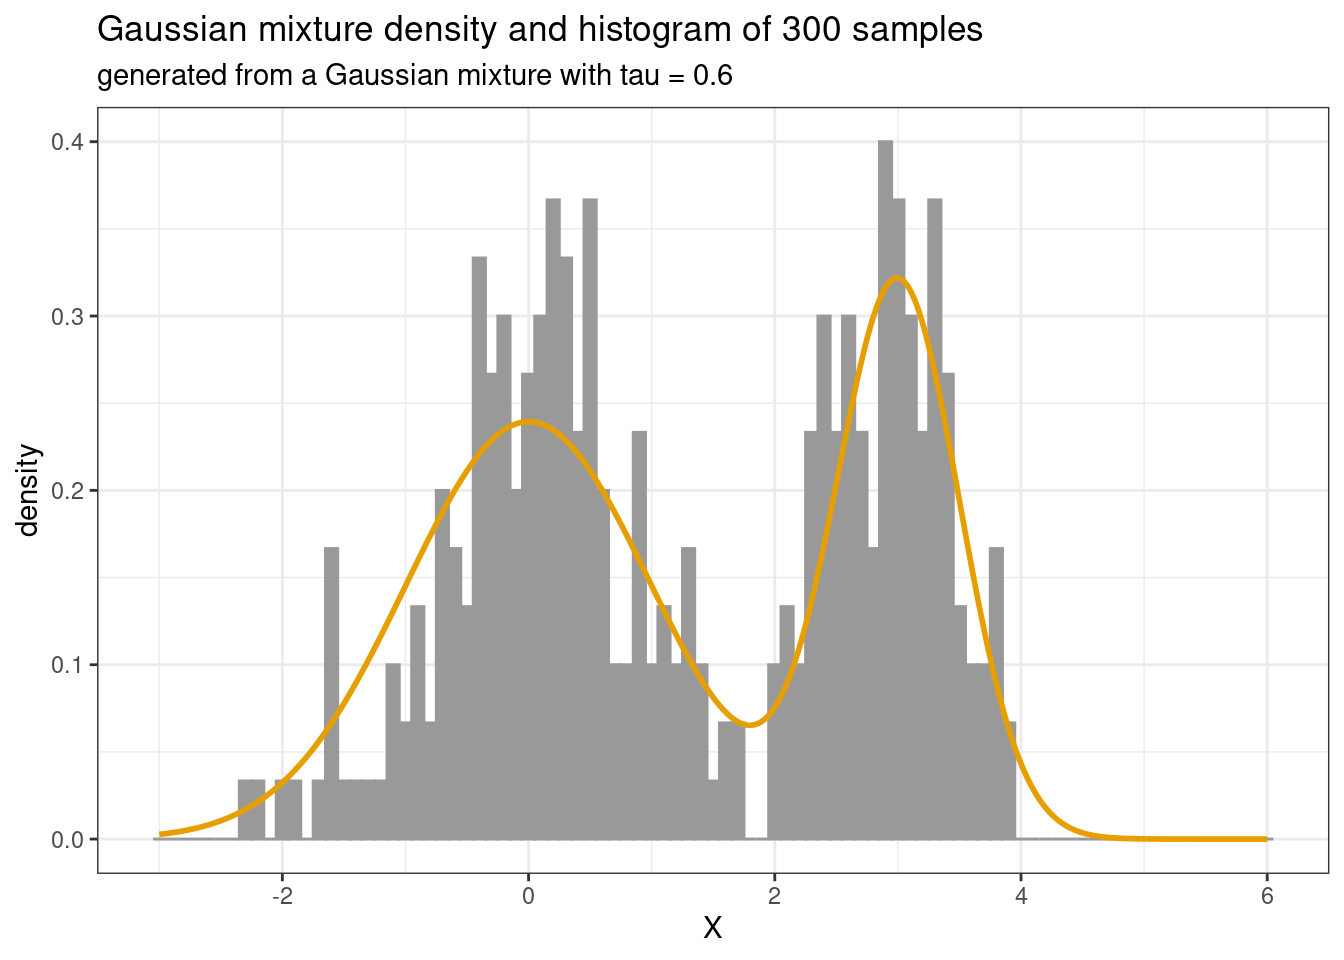 Gaussian mixture density and histogram of 300 samples
generated from a Gaussian mixture with tau = 0.6
0.4
0.3
0.2
0.1
0.0
density
-2 0 2 4 6
X